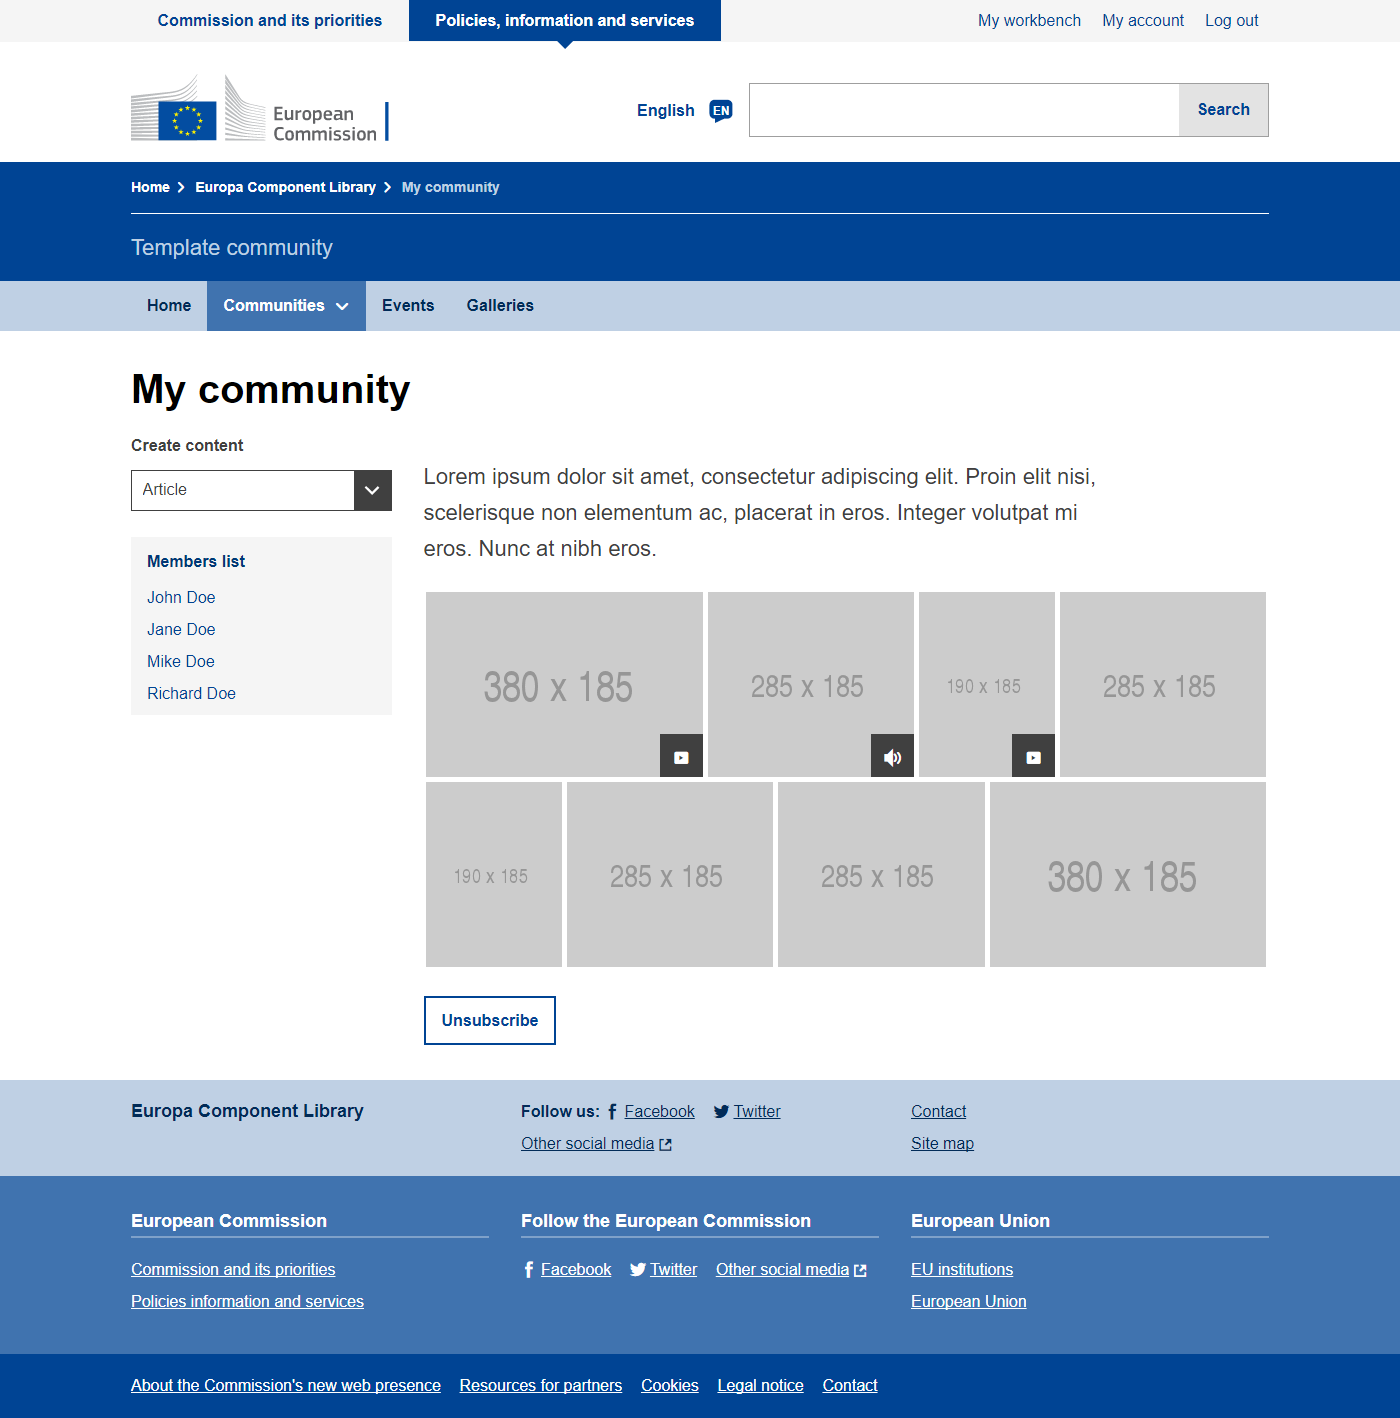 Commission and its priorities
Policies, information and services
My workbench
My account
Log out
European
Commission
English
EN
Search
Home
Europa Component Library
My community
Template community
Home
Communities
Events
Galleries
My community
Create content
Article
Members list
John Doe
Jane Doe
Mike Doe
Richard Doe
Lorem ipsum dolor sit amet, consectetur adipiscing elit. Proin elit nisi,
scelerisque non elementum ac, placerat in eros. Integer volutpat mi
eros. Nunc at nibh eros.
380 x 185
285 x 185
190 x 185
285 x 185
190 x 185
285 x 185
285 x 185
380 x 185
Unsubscribe
Europa Component Library
Follow us: Facebook Twitter
Other social media
Contact
Site map
European Commission
Commission and its priorities
Policies information and services
Follow the European Commission
Facebook Twitter Other social media
European Union
EU institutions
European Union
About the Commission's new web presence Resources for partners Cookies Legal notice Contact